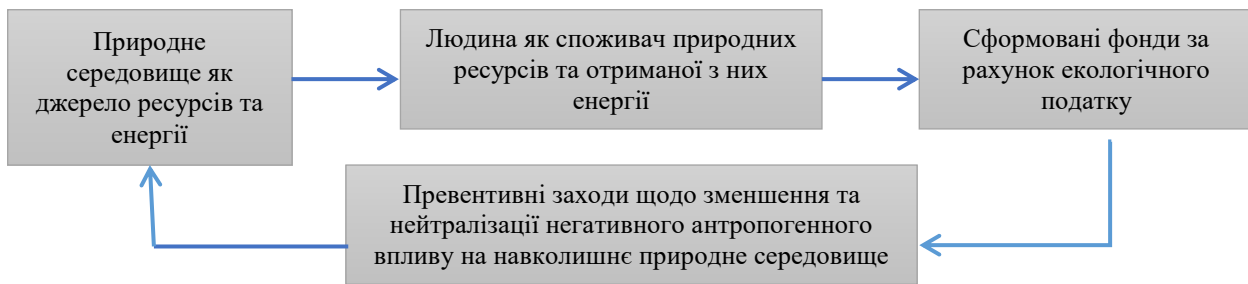 Природне
середовище як
джерело ресурсів та
енергії
Людина як споживач природних
ресурсів та отриманої з них
енергії
Сформовані фонди за
рахунок екологічного
податку
Превентивні заходи щодо зменшення та
нейтралізації негативного антропогенного
впливу на навколишнє природне середовище